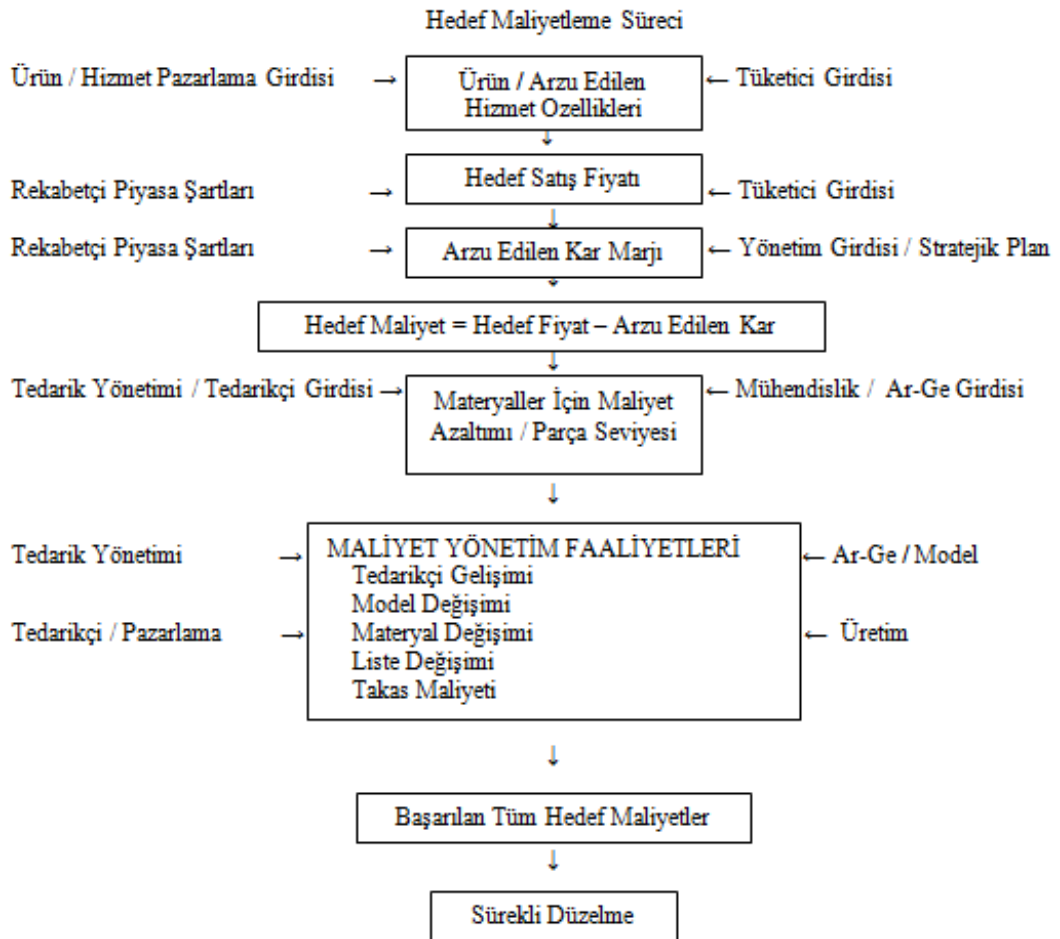 Hedef Maliyetleme Süreci
Ürün / Hizmet Pazarlama Girdisi → Ürün / Arzu Edilen ← Tüketici Girdisi
Hizmet Ozellikleri
↓
Rekabetçi Piyasa Şartları → Hedef Satış Fiyatı ← Tüketici Girdisi
↓
Rekabetçi Piyasa Şartları → Arzu Edilen Kar Marjı ← Yönetim Girdisi / Stratejik Plan
↓
Hedef Maliyet = Hedef Fiyat – Arzu Edilen Kar
↓
Tedarik Yönetimi / Tedarikçi Girdisi → Materyaller İçin Maliyet ← Mühendislik / Ar-Ge Girdisi
Azaltımı / Parça Seviyesi
↓
Tedarik Yönetimi → MALİYET YÖNETİM FAALİYETLERİ ← Ar-Ge / Model
Tedarikçi Gelişimi
Model Değişimi
Tedarikçi / Pazarlama → Materyal Değişimi ← Üretim
Liste Değişimi
Takas Maliyeti
↓
Başarılan Tüm Hedef Maliyetler
↓
Sürekli Düzelme